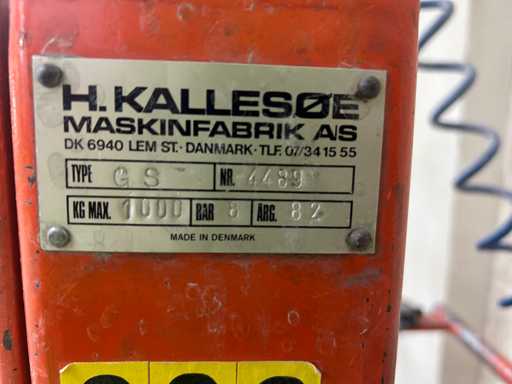 H. KALLESØE
MASKINFABRIK A/S
DK 6940 LEM ST. · DANMARK · TLF. 07/34 15 55
TYPE GS NR. 4489
KG MAX. 1000 BAR 8 ÅRG. 82
MADE IN DENMARK